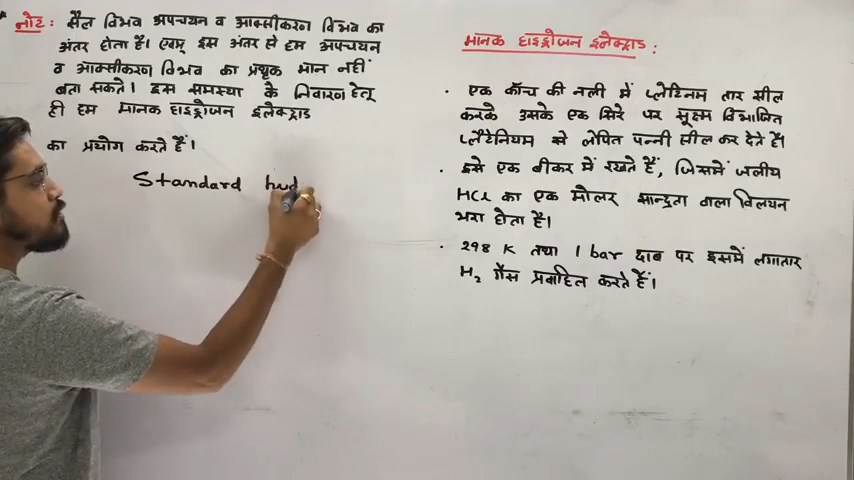 नोट : सैल विभव अपचयन व आक्सीकरण विभव का
अंतर होता है। एवम् इस अंतर से हम अपचयन
व आक्सीकरण विभव का प्रथक मान नहीं
बता सकते। इस समस्या के निवारण हेतू
ही हम मानक हाइड्रोजन इलेक्ट्राड
का प्रयोग करते हैं।
Standard hyd
मानक हाइड्रोजन इलेक्ट्राड :
· एक काँच की नली में प्लेटिनम तार सील
करके उसके एक सिरे पर सूक्ष्म विभाजित
प्लैटेनियम से लेपित पन्नी सील कर देते हैं।
· इसे एक बीकर में रखते हैं, जिसमें जलीय
HCl का एक मोलर सान्द्रता वाला विलयन
भरा होता है।
· 298 K तथा 1 bar दाब पर इसमें लगातार
H₂ गैस प्रवाहित करते हैं।